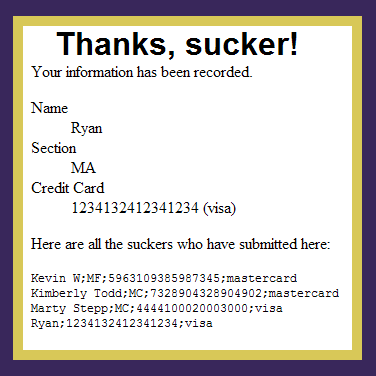 Thanks, sucker!
Your information has been recorded.
Name
Ryan
Section
MA
Credit Card
1234132412341234 (visa)
Here are all the suckers who have submitted here:
Kevin W;MF;5963109385987345;mastercard
Kimberly Todd;MC;7328904328904902;mastercard
Marty Stepp;MC;4444100020003000;visa
Ryan;1234132412341234;visa